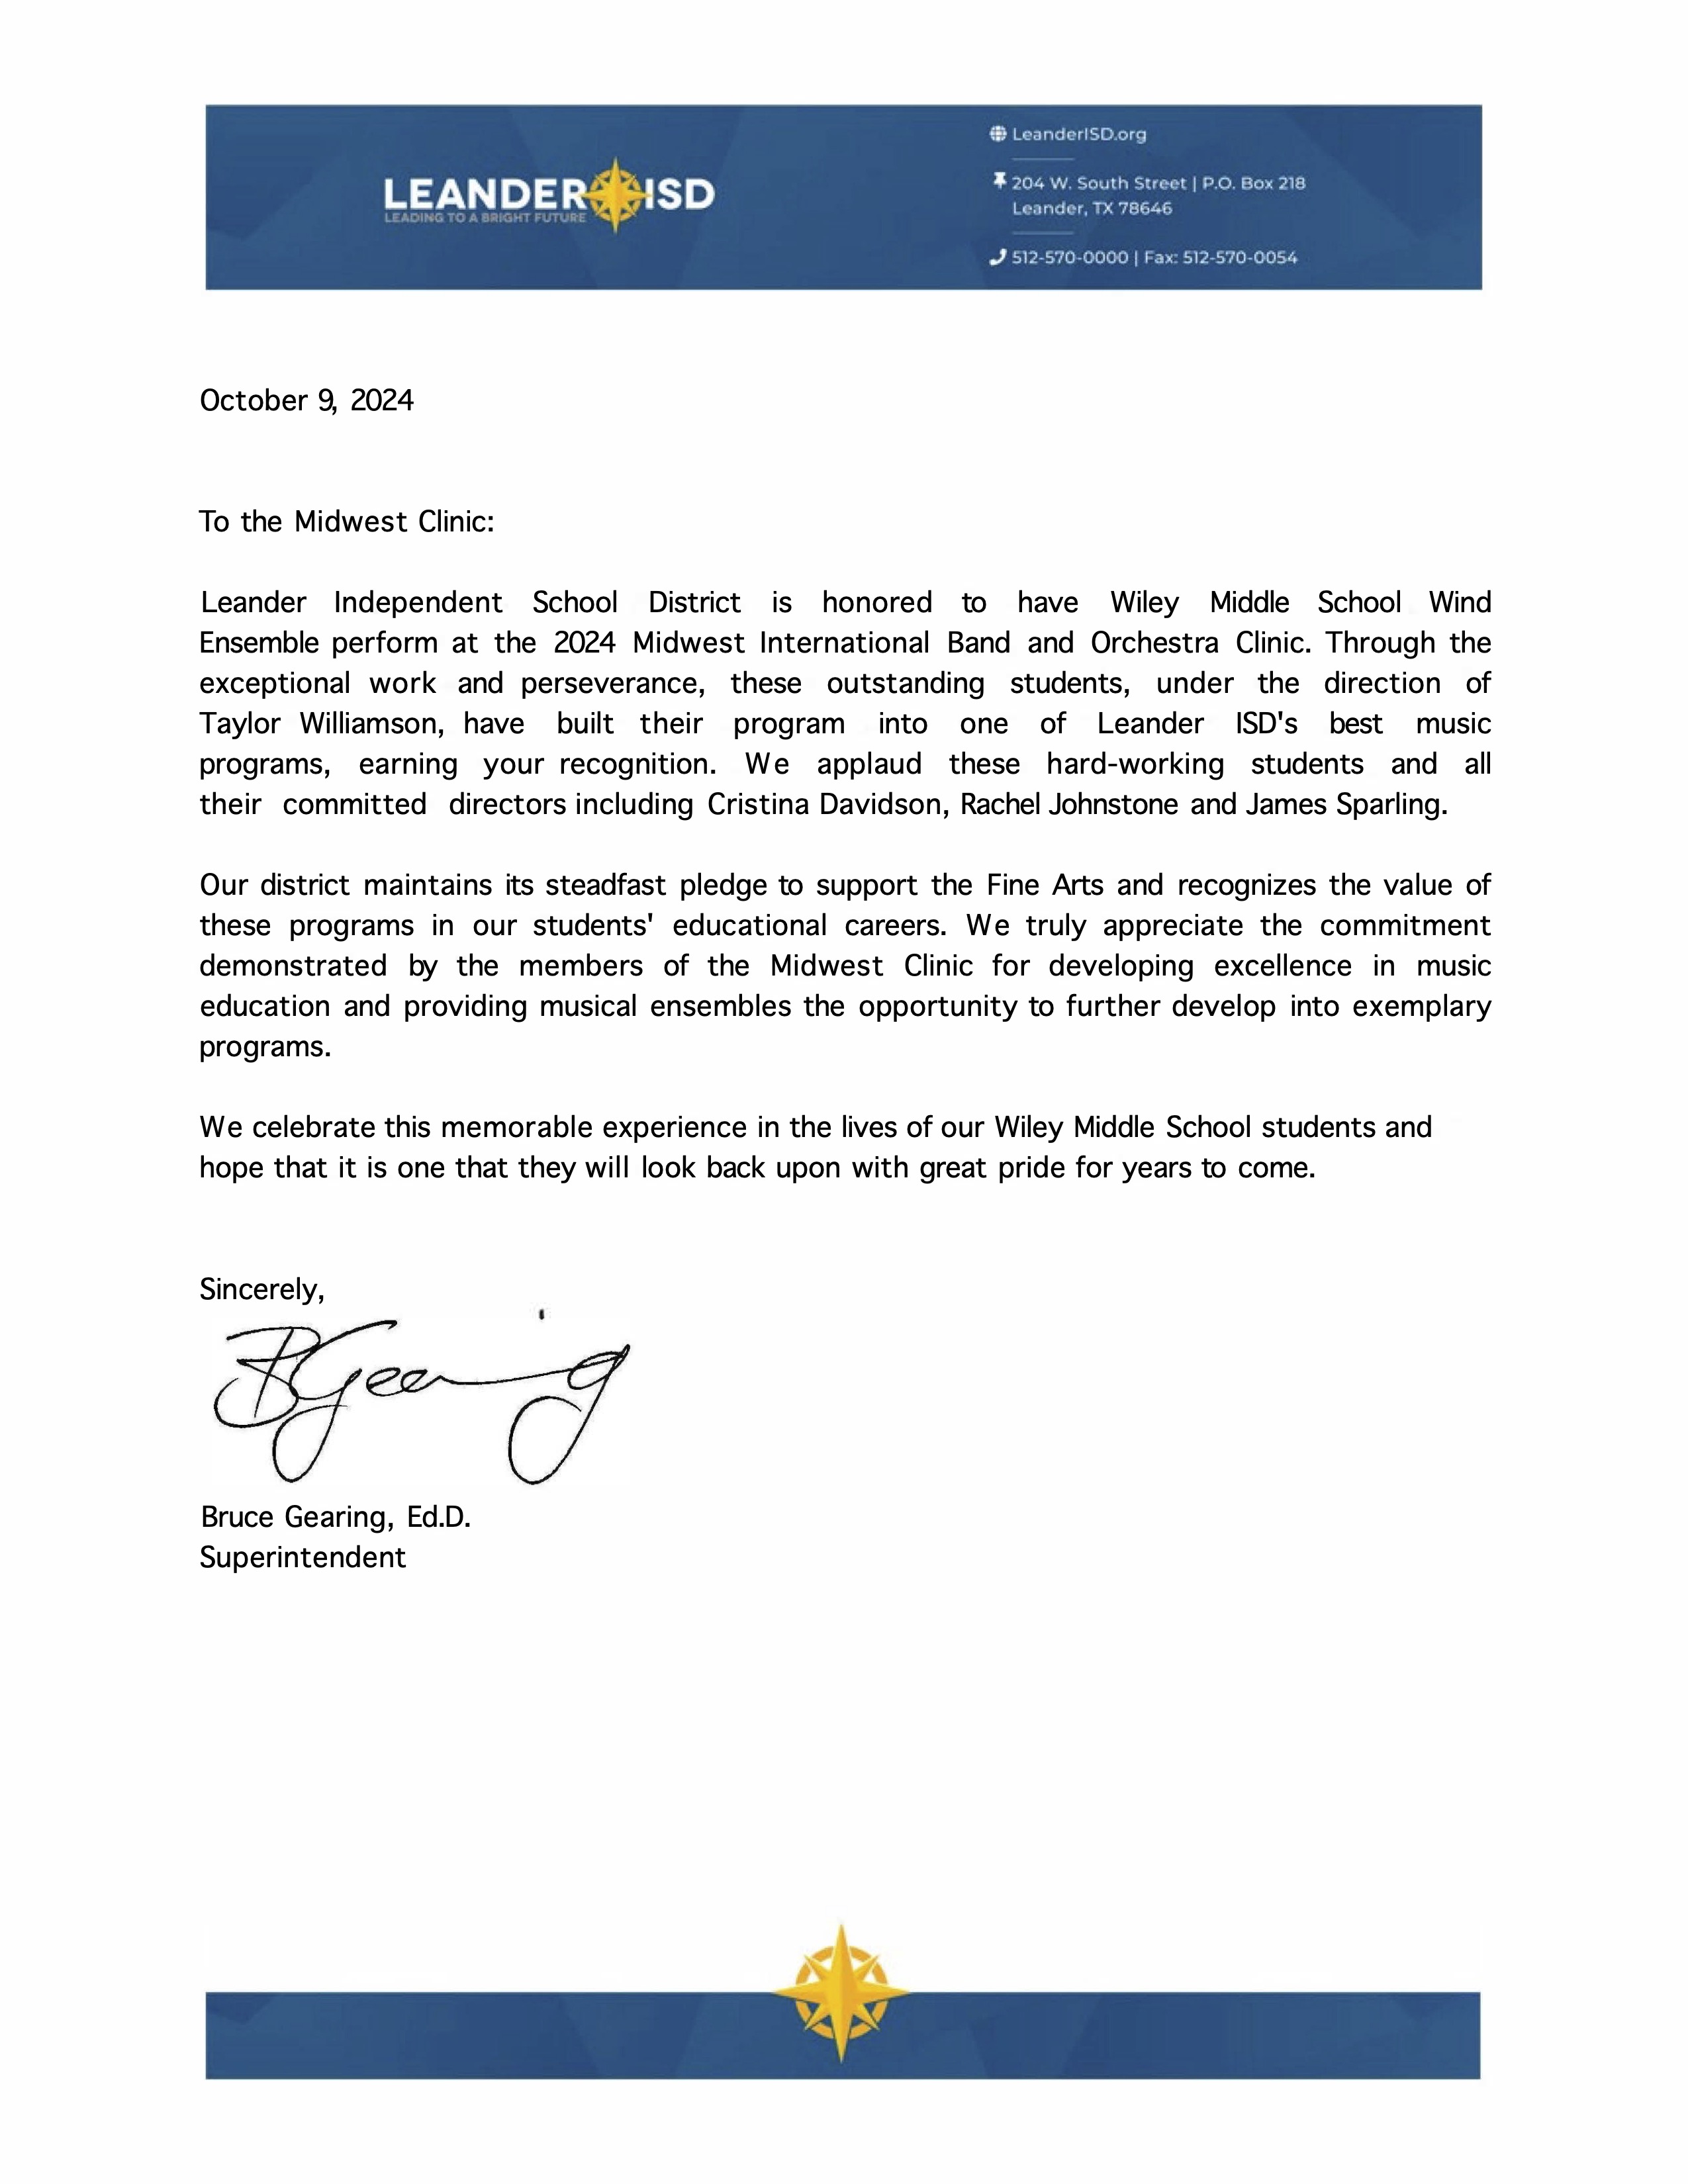 LEANDER ISD
LEADING TO A BRIGHT FUTURE
LeanderISD.org
204 W. South Street | P.O. Box 218
Leander, TX 78646
512-570-0000 | Fax: 512-570-0054
October 9, 2024
To the Midwest Clinic:
Leander Independent School District is honored to have Wiley Middle School Wind
Ensemble perform at the 2024 Midwest International Band and Orchestra Clinic. Through the
exceptional work and perseverance, these outstanding students, under the direction of
Taylor Williamson, have built their program into one of Leander ISD's best music
programs, earning your recognition. We applaud these hard-working students and all
their committed directors including Cristina Davidson, Rachel Johnstone and James Sparling.
Our district maintains its steadfast pledge to support the Fine Arts and recognizes the value of
these programs in our students' educational careers. We truly appreciate the commitment
demonstrated by the members of the Midwest Clinic for developing excellence in music
education and providing musical ensembles the opportunity to further develop into exemplary
programs.
We celebrate this memorable experience in the lives of our Wiley Middle School students and
hope that it is one that they will look back upon with great pride for years to come.
Sincerely,
BGearing
Bruce Gearing, Ed.D.
Superintendent